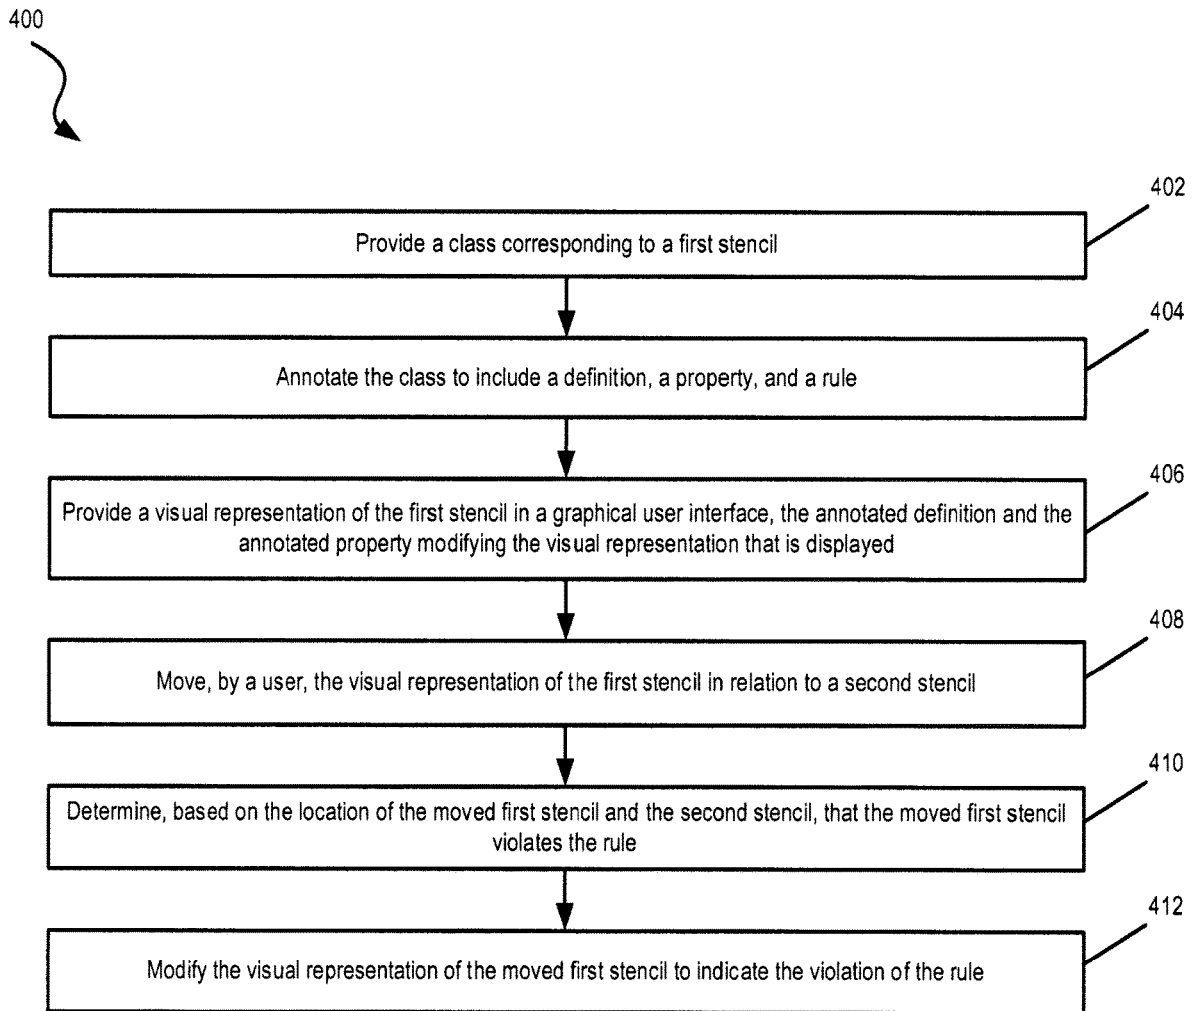 400
402
Provide a class corresponding to a first stencil
404
Annotate the class to include a definition, a property, and a rule
406
Provide a visual representation of the first stencil in a graphical user interface, the annotated definition and the
annotated property modifying the visual representation that is displayed
408
Move, by a user, the visual representation of the first stencil in relation to a second stencil
410
Determine, based on the location of the moved first stencil and the second stencil, that the moved first stencil
violates the rule
412
Modify the visual representation of the moved first stencil to indicate the violation of the rule